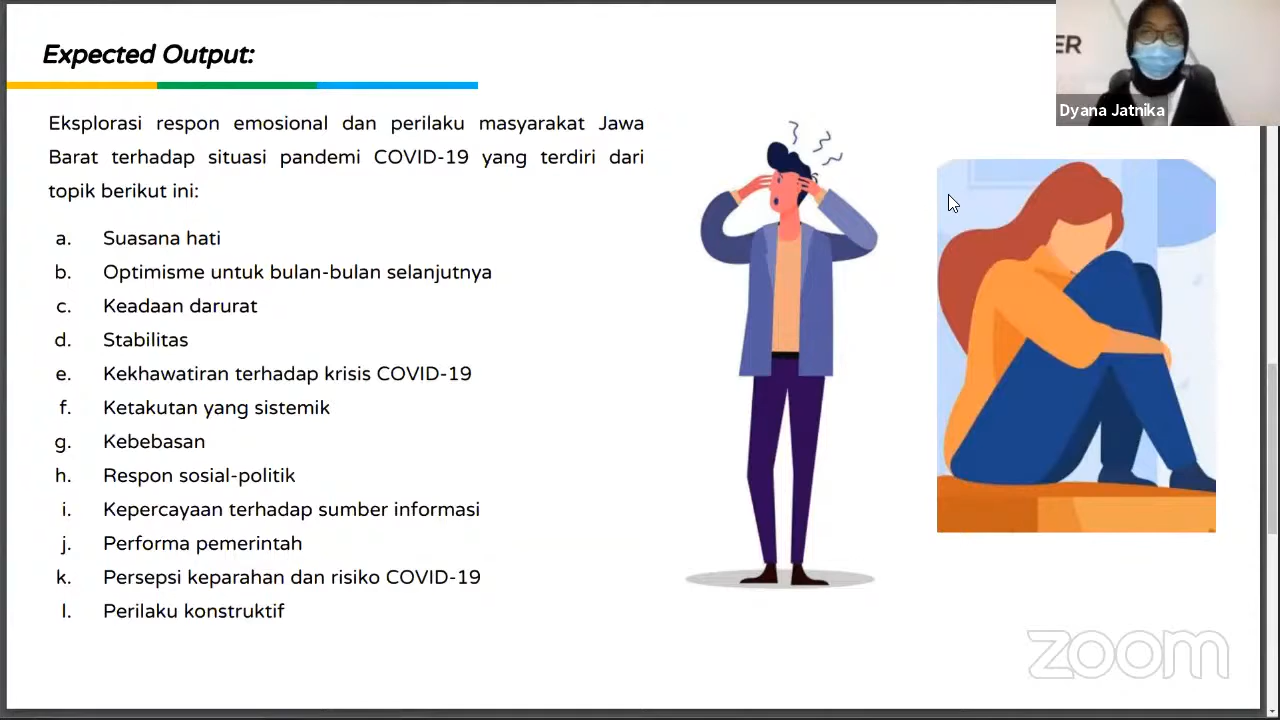 Expected Output:
ER
Dyana Jatnika
Eksplorasi respon emosional dan perilaku masyarakat Jawa
Barat terhadap situasi pandemi COVID-19 yang terdiri dari
topik berikut ini:
a. Suasana hati
b. Optimisme untuk bulan-bulan selanjutnya
c. Keadaan darurat
d. Stabilitas
e. Kekhawatiran terhadap krisis COVID-19
f. Ketakutan yang sistemik
g. Kebebasan
h. Respon sosial-politik
i. Kepercayaan terhadap sumber informasi
j. Performa pemerintah
k. Persepsi keparahan dan risiko COVID-19
l. Perilaku konstruktif
zoom